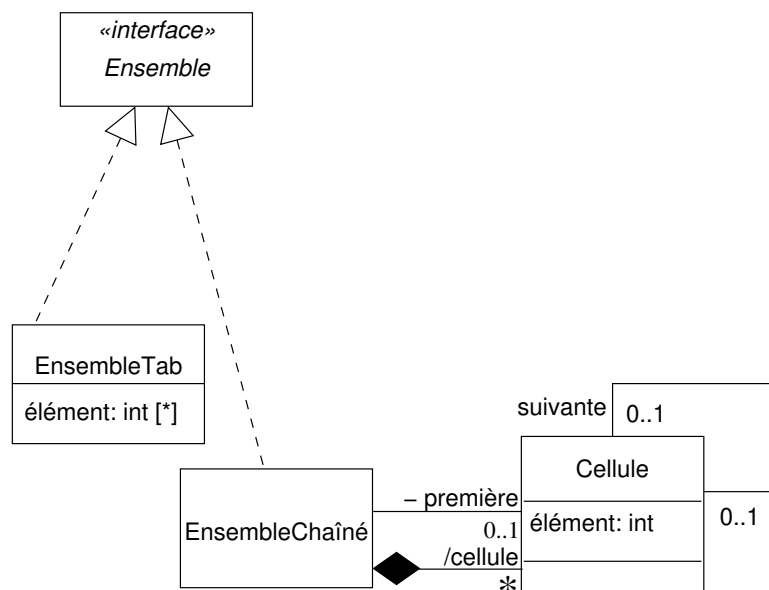 «interface»
Ensemble
EnsembleTab
élément: int [*]
suivante
0..1
Cellule
– première
0..1
élément: int
0..1
EnsembleChaîné
/cellule
*